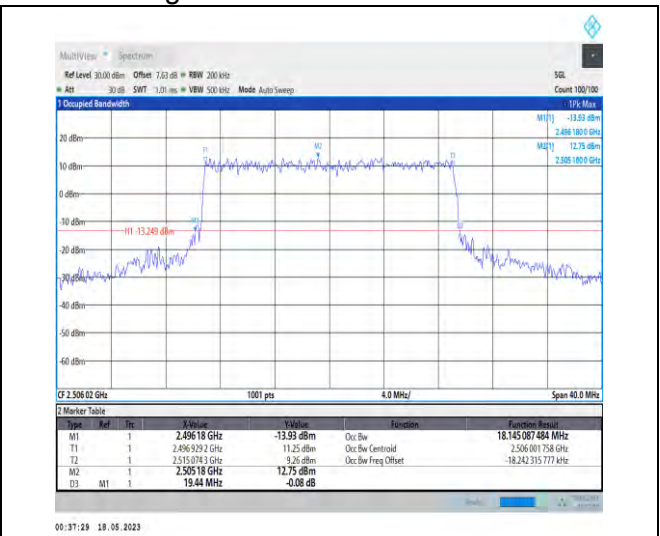 MultiView Spectrum
Ref Level 30.00 dBm Offset 7.63 dB RBW 200 kHz SGL
Att 30 dB SWT 1.01 ms VBW 500 kHz Mode Auto Sweep Count 100/100
1 Occupied Bandwidth 1Pk Max
M1[1] -13.93 dBm
2.496 180 0 GHz
M2[1] 12.75 dBm
2.505 180 0 GHz
20 dBm
T1 M2 T2
10 dBm
0 dBm
-10 dBm
H1 -13.249 dBm
-20 dBm
-30 dBm
-40 dBm
-50 dBm
-60 dBm
CF 2.506 02 GHz 1001 pts 4.0 MHz/ Span 40.0 MHz
2 Marker Table
Type Ref Trc X-Value Y-Value Function Function Result
M1 1 2.496 18 GHz -13.93 dBm Occ Bw 18.145 087 484 MHz
T1 1 2.496 929 2 GHz 11.25 dBm Occ Bw Centroid 2.506 001 758 GHz
T2 1 2.515 074 3 GHz 9.26 dBm Occ Bw Freq Offset -18.242 315 777 kHz
M2 1 2.505 18 GHz 12.75 dBm
D3 M1 1 19.44 MHz -0.08 dB
00:37:29 18.05.2023